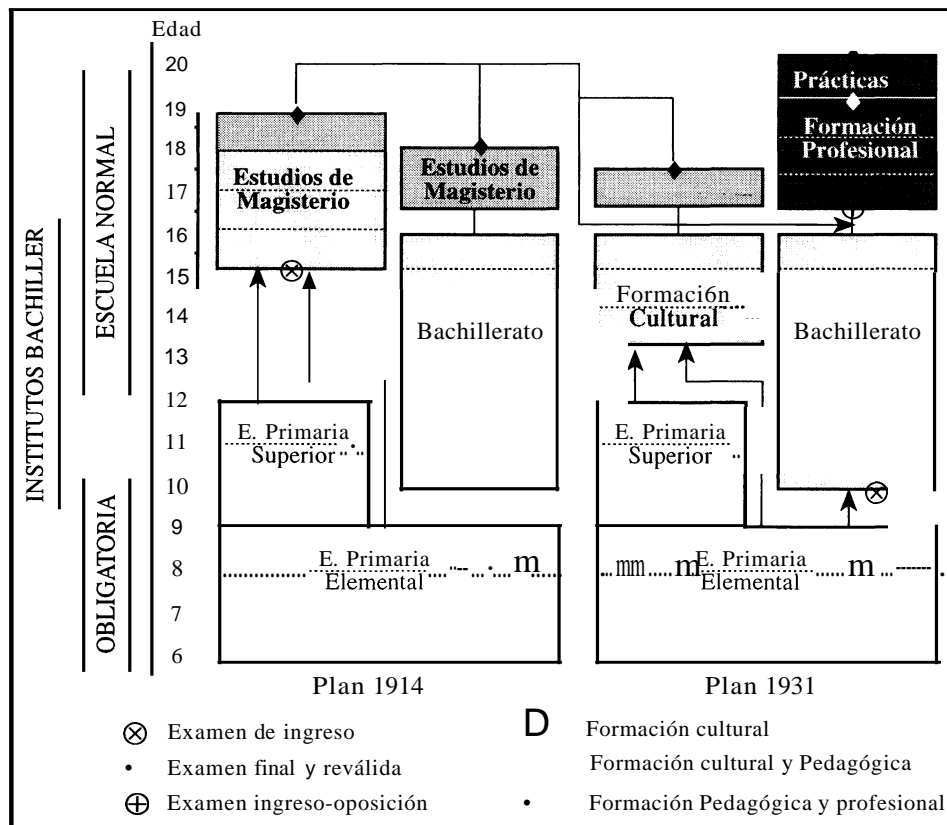 Edad
20
19
18
17
16
15
14
13
12
11
10
9
8
7
6
INSTITUTOS BACHILLER
ESCUELA NORMAL
OBLIGATORIA
Estudios de
Magisterio
Estudios de
Magisterio
Prácticas
Formación
Profesional
Bachillerato
Formación
Cultural
Bachillerato
E. Primaria
Superior
E. Primaria
Superior
E. Primaria
Elemental
m
mm
m
E. Primaria
Elemental
m
Plan 1914
Plan 1931
Examen de ingreso
• Examen final y reválida
Examen ingreso-oposición
D Formación cultural
Formación cultural y Pedagógica
• Formación Pedagógica y profesional